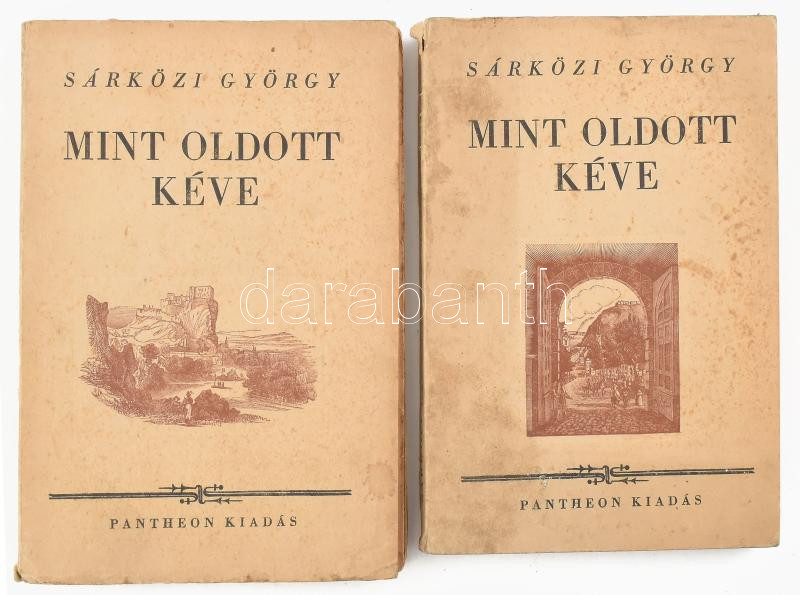 SÁRKÖZI GYÖRGY
MINT OLDOTT
KÉVE
PANTHEON KIADÁS
SÁRKÖZI GYÖRGY
MINT OLDOTT
KÉVE
PANTHEON KIADÁS
darabanth